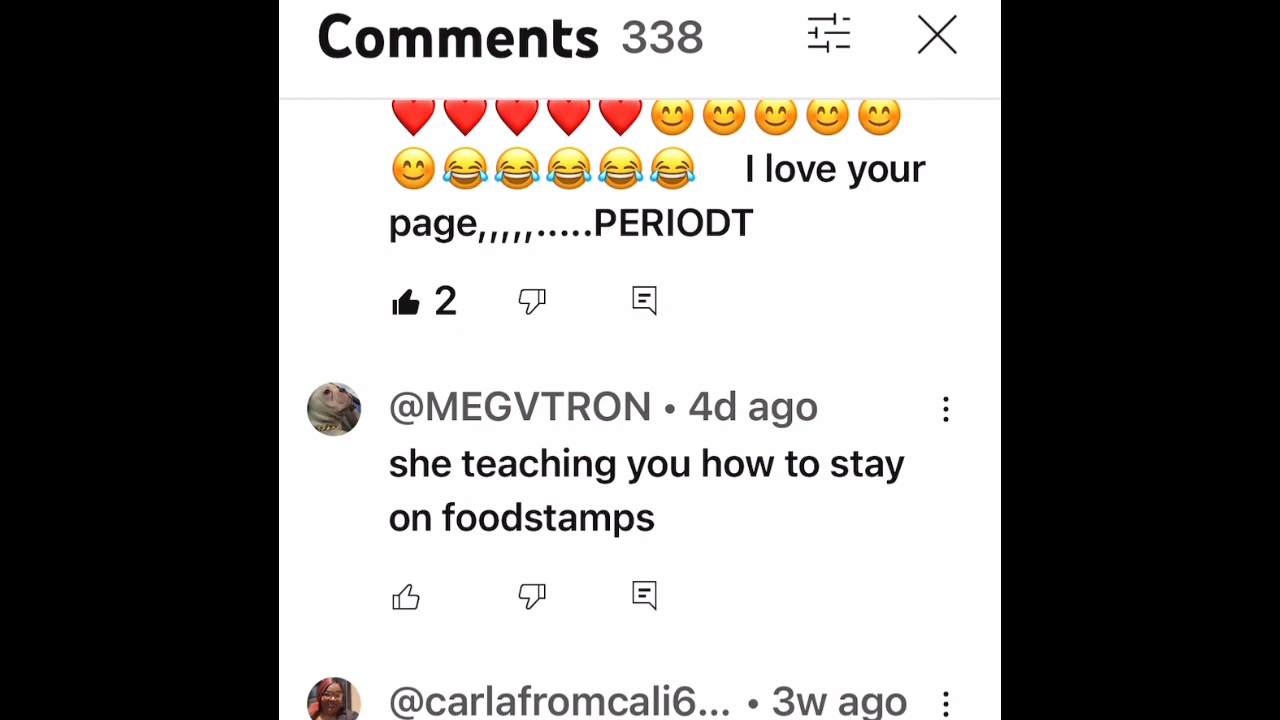 Comments 338
❤️❤️❤️❤️❤️😊😊😊😊😊
😊😂😂😂😂😂 I love your
page,,,,,.....PERIODT
2
@MEGVTRON • 4d ago
she teaching you how to stay
on foodstamps
@carlafromcali6... • 3w ago